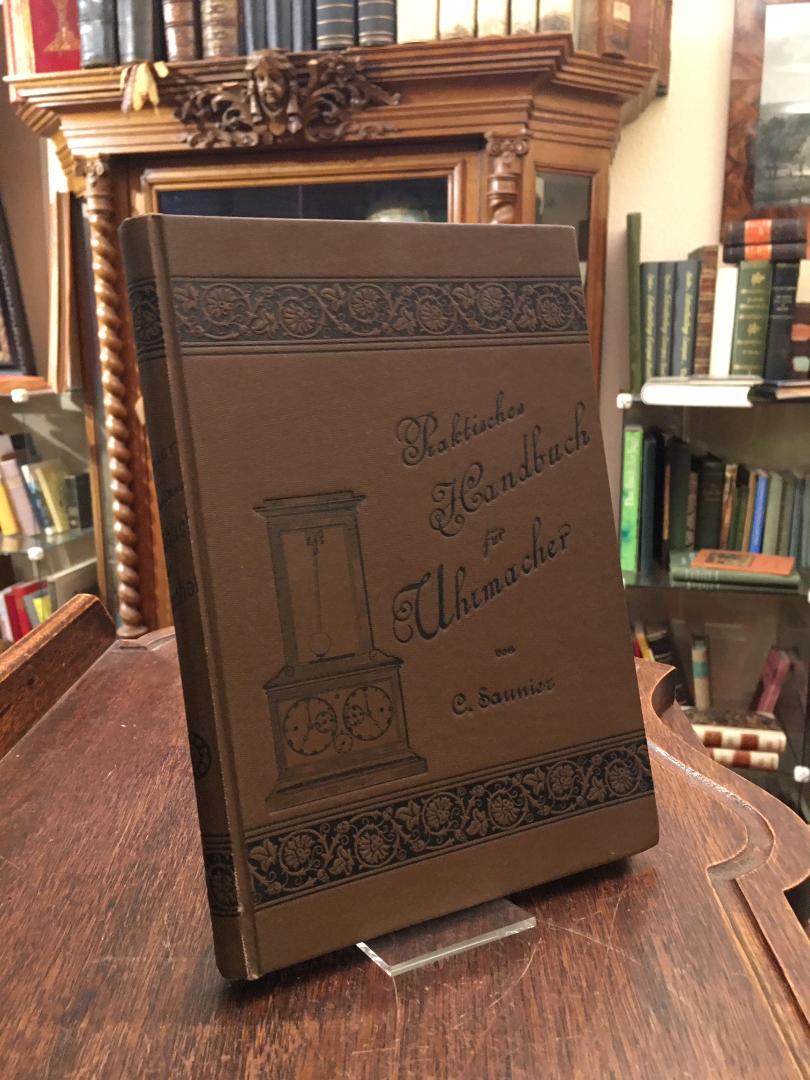 Praktisches
Handbuch
für
Uhrmacher
von
C. Saunier